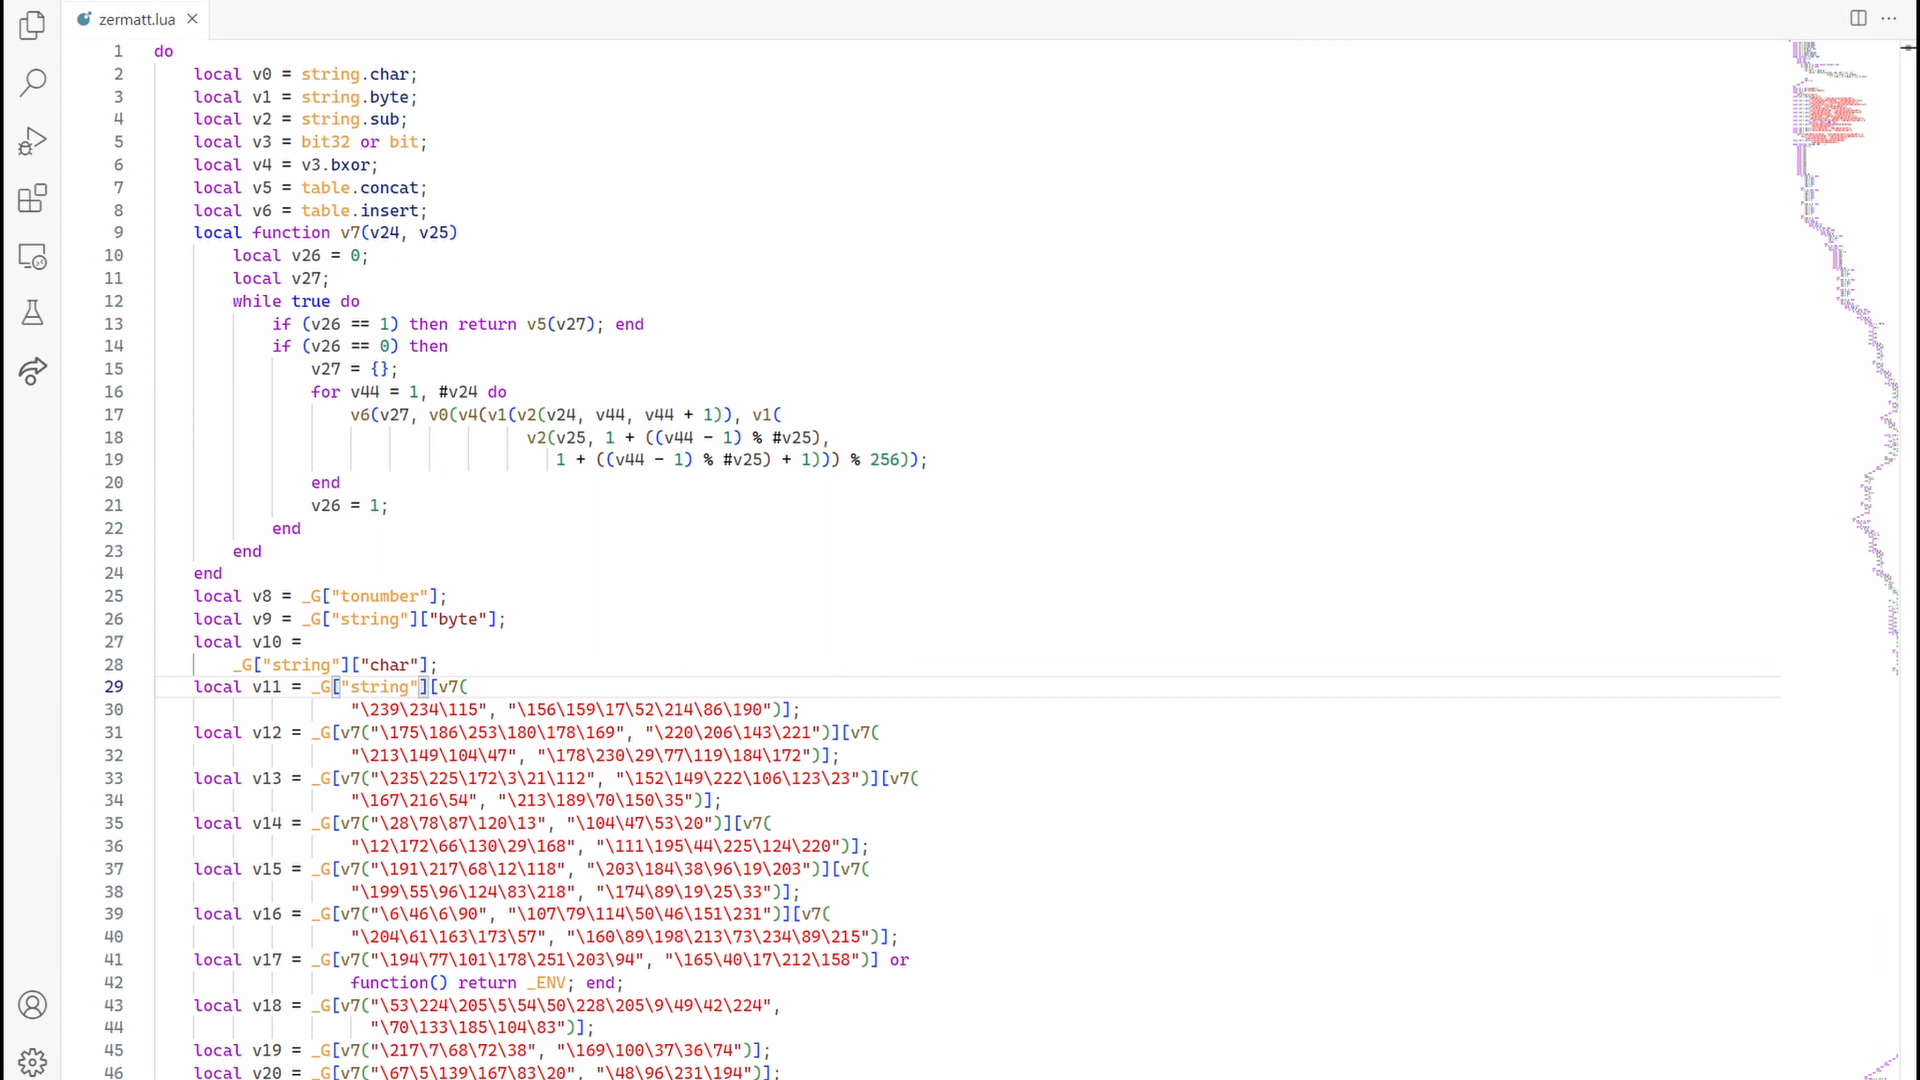 zermatt.lua
1 do
2 local v0 = string.char;
3 local v1 = string.byte;
4 local v2 = string.sub;
5 local v3 = bit32 or bit;
6 local v4 = v3.bxor;
7 local v5 = table.concat;
8 local v6 = table.insert;
9 local function v7(v24, v25)
10 local v26 = 0;
11 local v27;
12 while true do
13 if (v26 == 1) then return v5(v27); end
14 if (v26 == 0) then
15 v27 = {};
16 for v44 = 1, #v24 do
17 v6(v27, v0(v4(v1(v2(v24, v44, v44 + 1)), v1(
18 v2(v25, 1 + ((v44 - 1) % #v25),
19 1 + ((v44 - 1) % #v25) + 1))) % 256));
20 end
21 v26 = 1;
22 end
23 end
24 end
25 local v8 = _G["tonumber"];
26 local v9 = _G["string"]["byte"];
27 local v10 =
28 _G["string"]["char"];
29 local v11 = _G["string"][v7(
30 "\239\234\115", "\156\159\17\52\214\86\190")];
31 local v12 = _G[v7("\175\186\253\180\178\169", "\220\206\143\221")][v7(
32 "\213\149\104\47", "\178\230\29\77\119\184\172")];
33 local v13 = _G[v7("\235\225\172\3\21\112", "\152\149\222\106\123\23")][v7(
34 "\167\216\54", "\213\189\70\150\35")];
35 local v14 = _G[v7("\28\78\87\120\13", "\104\47\53\20")][v7(
36 "\12\172\66\130\29\168", "\111\195\44\225\124\220")];
37 local v15 = _G[v7("\191\217\68\12\118", "\203\184\38\96\19\203")][v7(
38 "\199\55\96\124\83\218", "\174\89\19\25\33")];
39 local v16 = _G[v7("\6\46\6\90", "\107\79\114\50\46\151\231")][v7(
40 "\204\61\163\173\57", "\160\89\198\213\73\234\89\215")];
41 local v17 = _G[v7("\194\77\101\178\251\203\94", "\165\40\17\212\158")] or
42 function() return _ENV; end;
43 local v18 = _G[v7("\53\224\205\5\54\50\228\205\9\49\42\224",
44 "\70\133\185\104\83")];
45 local v19 = _G[v7("\217\7\68\72\38", "\169\100\37\36\74")];
46 local v20 = _G[v7("\67\5\139\167\83\20", "\48\96\231\194")];